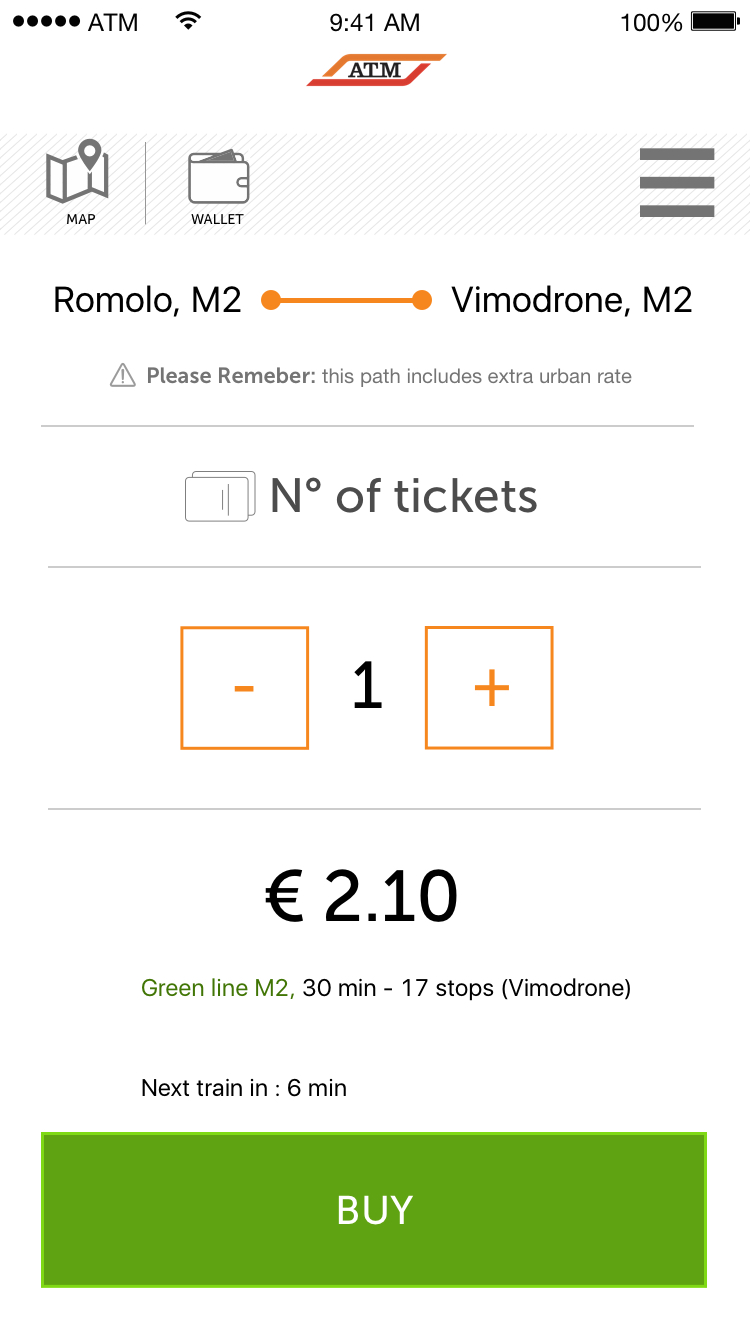 ●●●●● ATM 9:41 AM 100%
ATM
MAP WALLET
Romolo, M2 Vimodrone, M2
Please Remeber: this path includes extra urban rate
N° of tickets
- 1 +
€ 2.10
Green line M2, 30 min - 17 stops (Vimodrone)
Next train in : 6 min
BUY